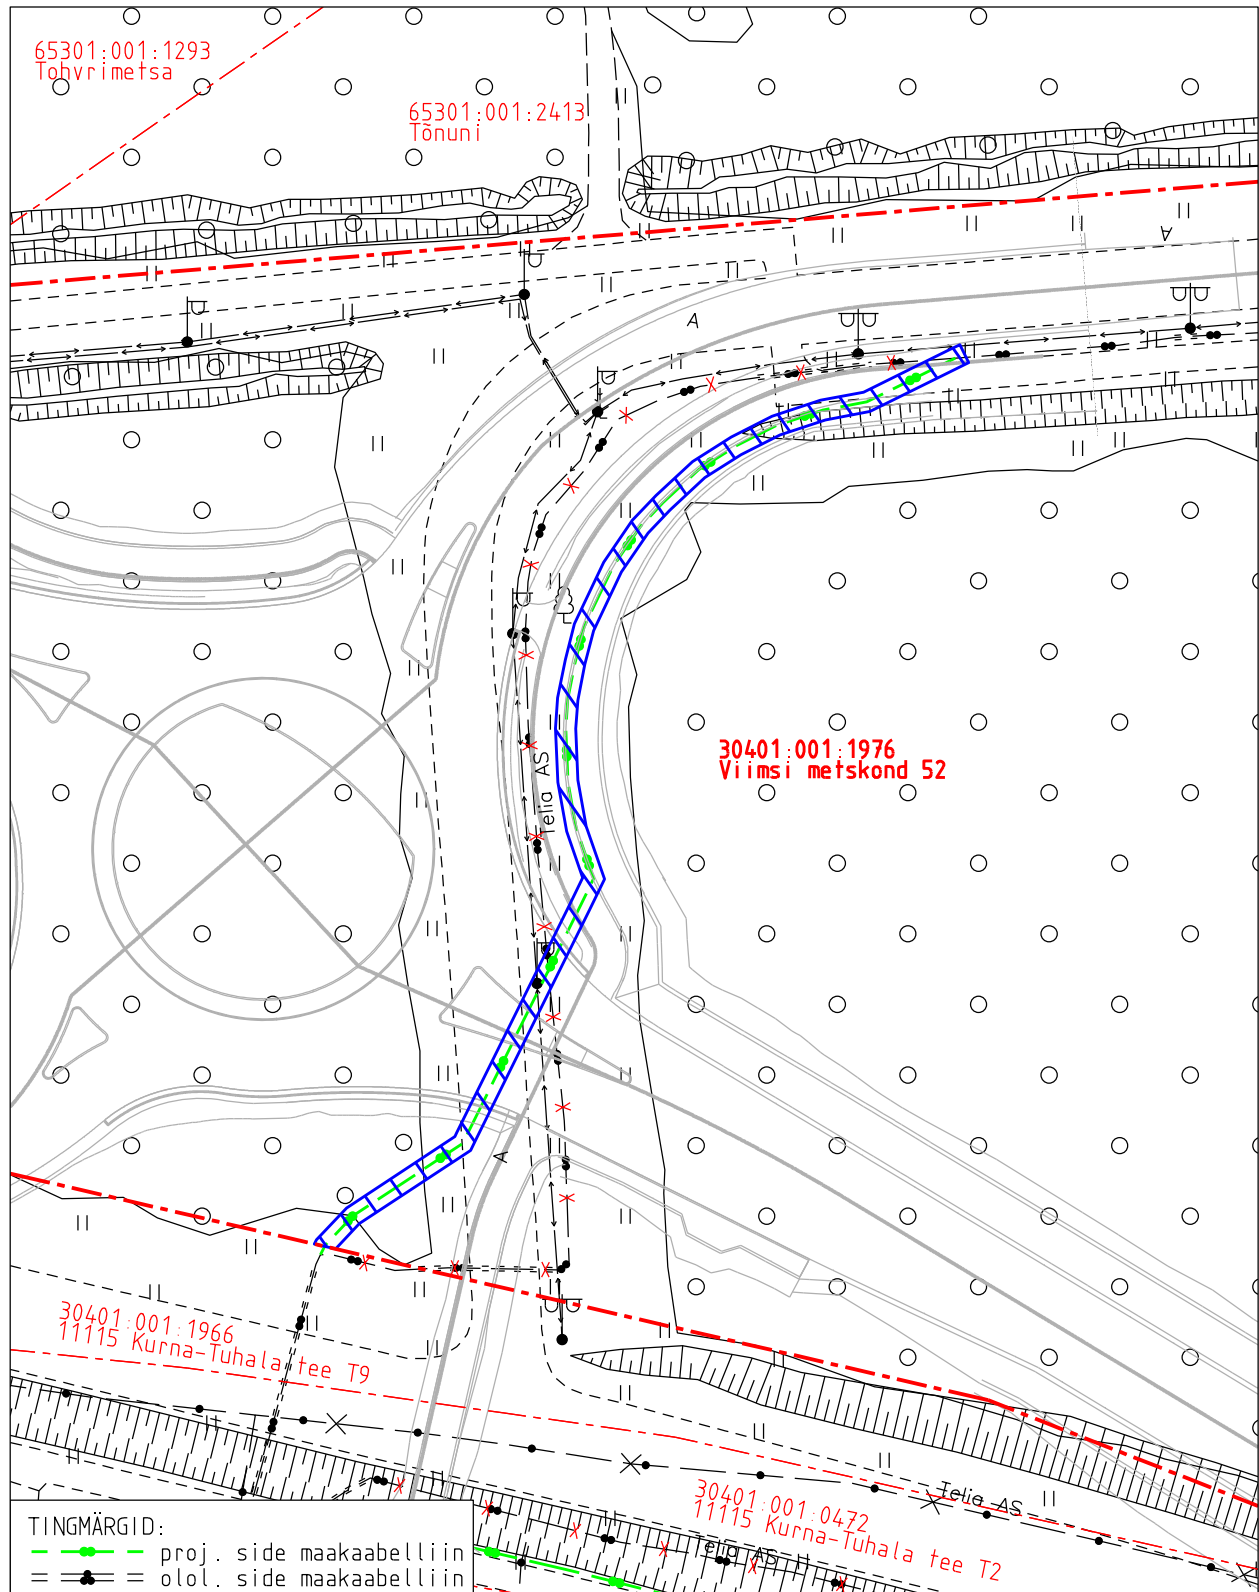 65301:001:1293
Tohvrimetsa
65301:001:2413
Tõnuni
A
A
30401:001:1976
Viimsi metskond 52
Telia AS
A
30401:001:1966
11115 Kurna-Tuhala tee T9
30401:001:0472
11115 Kurna-Tuhala tee T2
Telia AS
Telia AS
TINGMÄRGID:
proj. side maakaabelliin
olol. side maakaabelliin